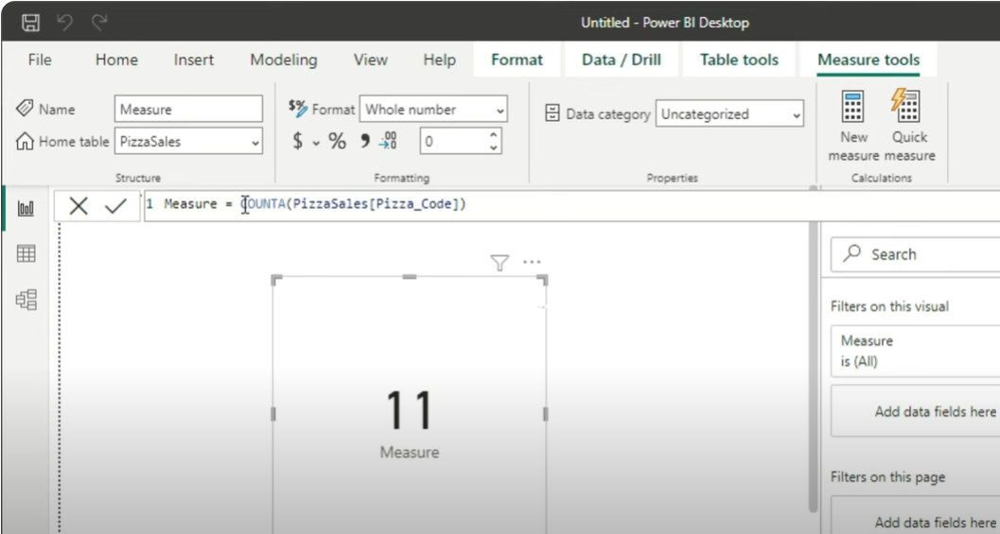 Untitled - Power BI Desktop
File Home Insert Modeling View Help Format Data / Drill Table tools Measure tools
Name Measure
$% Format Whole number
Data category Uncategorized
New measure
Quick measure
Home table PizzaSales
$ % 9 .00 →0 0
Structure Formatting Properties Calculations
1 Measure = COUNTA(PizzaSales[Pizza_Code])
Search
Filters on this visual
Measure
is (All)
11
Measure
Add data fields here
Filters on this page
Add data fields here